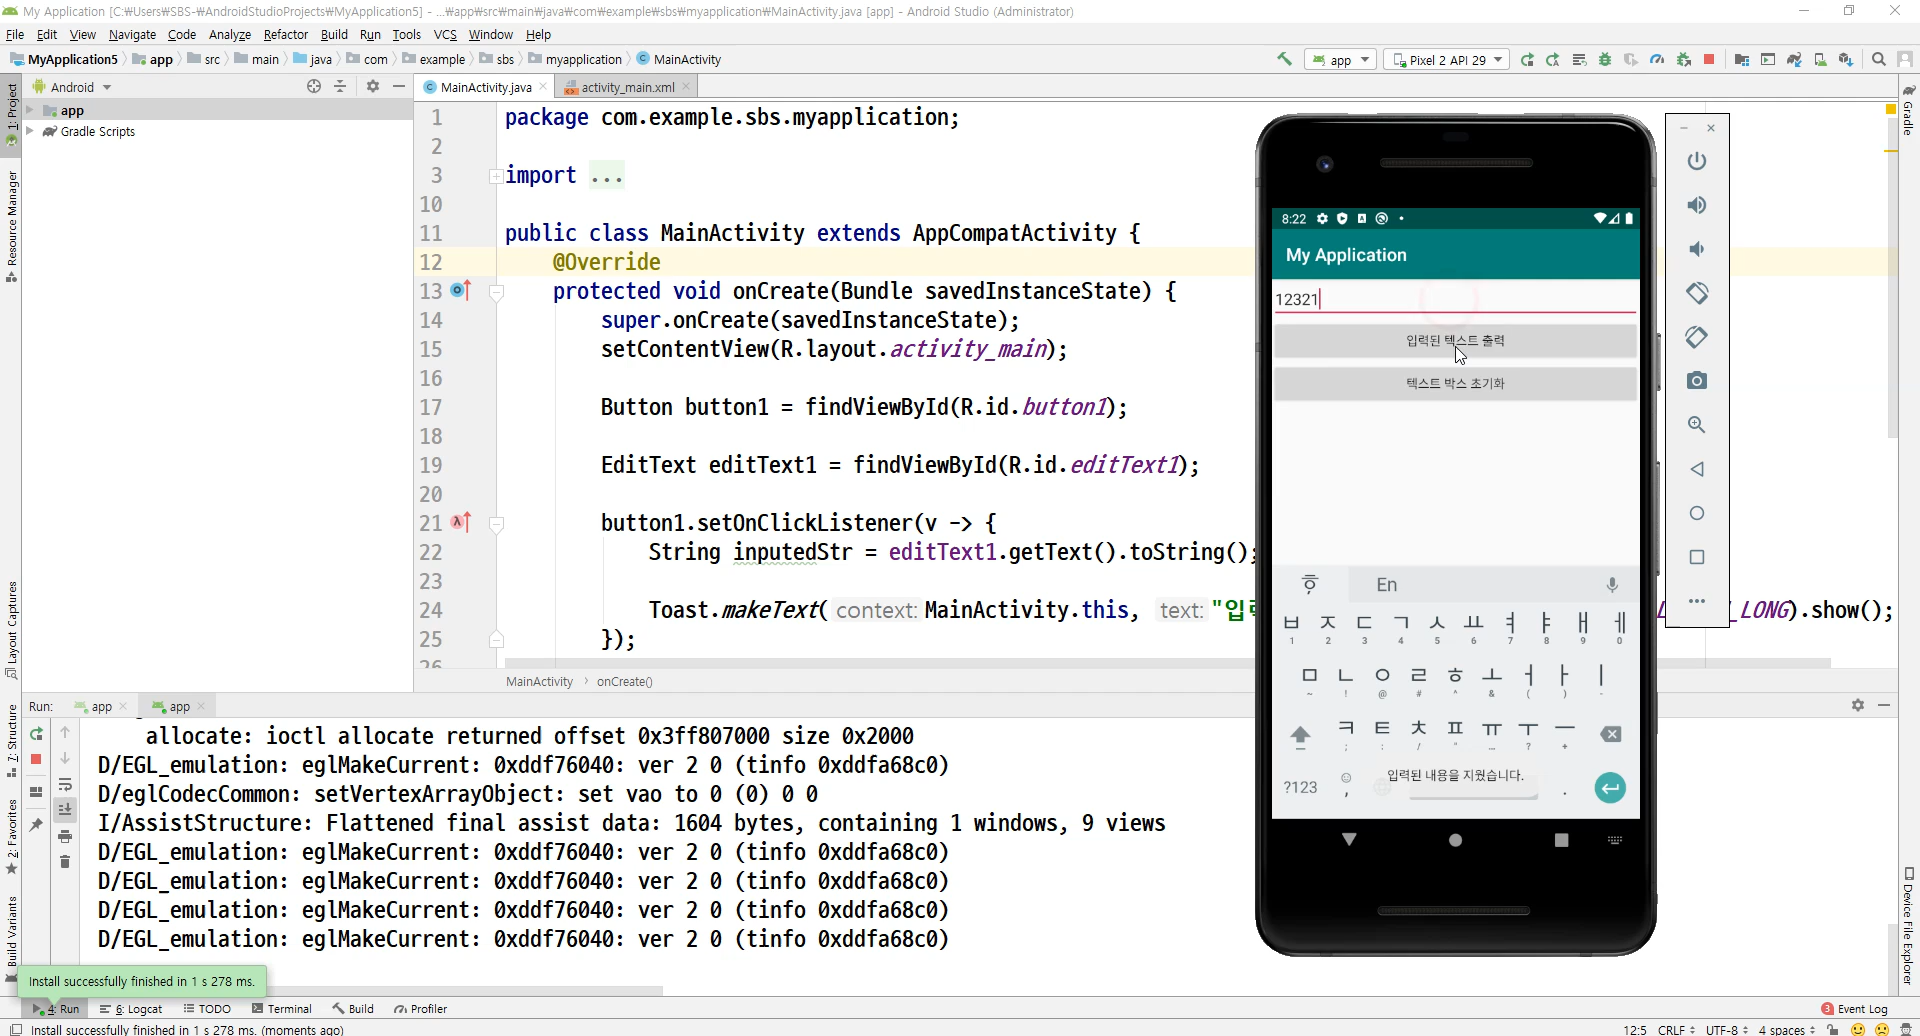 My Application [C:₩Users₩SBS-₩AndroidStudioProjects₩MyApplication5] - ...₩app₩src₩main₩java₩com₩example₩sbs₩myapplication₩MainActivity.java [app] - Android Studio (Administrator)
File Edit View Navigate Code Analyze Refactor Build Run Tools VCS Window Help
MyApplication5 app src main java com example sbs myapplication MainActivity
app Pixel 2 API 29
Android
MainActivity.java activity_main.xml
app
Gradle Scripts
1: Project
Resource Manager
Layout Captures
7: Structure
2: Favorites
Build Variants
Gradle
Device File Explorer
1 package com.example.sbs.myapplication;
2
3 import ...
10
11 public class MainActivity extends AppCompatActivity {
12 @Override
13 protected void onCreate(Bundle savedInstanceState) {
14 super.onCreate(savedInstanceState);
15 setContentView(R.layout.activity_main);
16
17 Button button1 = findViewById(R.id.button1);
18
19 EditText editText1 = findViewById(R.id.editText1);
20
21 button1.setOnClickListener(v -> {
22 String inputedStr = editText1.getText().toString();
23
24 Toast.makeText( context: MainActivity.this, text: "입 _LONG).show();
25 });
26
MainActivity › onCreate()
8:22
My Application
12321
입력된 텍스트 출력
텍스트 박스 초기화
En
ㅂ ㅈ ㄷ ㄱ ㅅ ㅛ ㅕ ㅑ ㅐ ㅔ
1 2 3 4 5 6 7 8 9 0
ㅁ ㄴ ㅇ ㄹ ㅎ ㅗ ㅓ ㅏ ㅣ
~ ! @ # ^ & ( ) -
ㅋ ㅌ ㅊ ㅍ ㅠ ㅜ ㅡ
; : / " ... ? +
?123 , 입력된 내용을 지웠습니다. .
Run: app app
allocate: ioctl allocate returned offset 0x3ff807000 size 0x2000
D/EGL_emulation: eglMakeCurrent: 0xddf76040: ver 2 0 (tinfo 0xddfa68c0)
D/eglCodecCommon: setVertexArrayObject: set vao to 0 (0) 0 0
I/AssistStructure: Flattened final assist data: 1604 bytes, containing 1 windows, 9 views
D/EGL_emulation: eglMakeCurrent: 0xddf76040: ver 2 0 (tinfo 0xddfa68c0)
D/EGL_emulation: eglMakeCurrent: 0xddf76040: ver 2 0 (tinfo 0xddfa68c0)
D/EGL_emulation: eglMakeCurrent: 0xddf76040: ver 2 0 (tinfo 0xddfa68c0)
D/EGL_emulation: eglMakeCurrent: 0xddf76040: ver 2 0 (tinfo 0xddfa68c0)
Install successfully finished in 1 s 278 ms.
4: Run 6: Logcat TODO Terminal Build Profiler 3 Event Log
Install successfully finished in 1 s 278 ms. (moments ago) 12:5 CRLF UTF-8 4 spaces